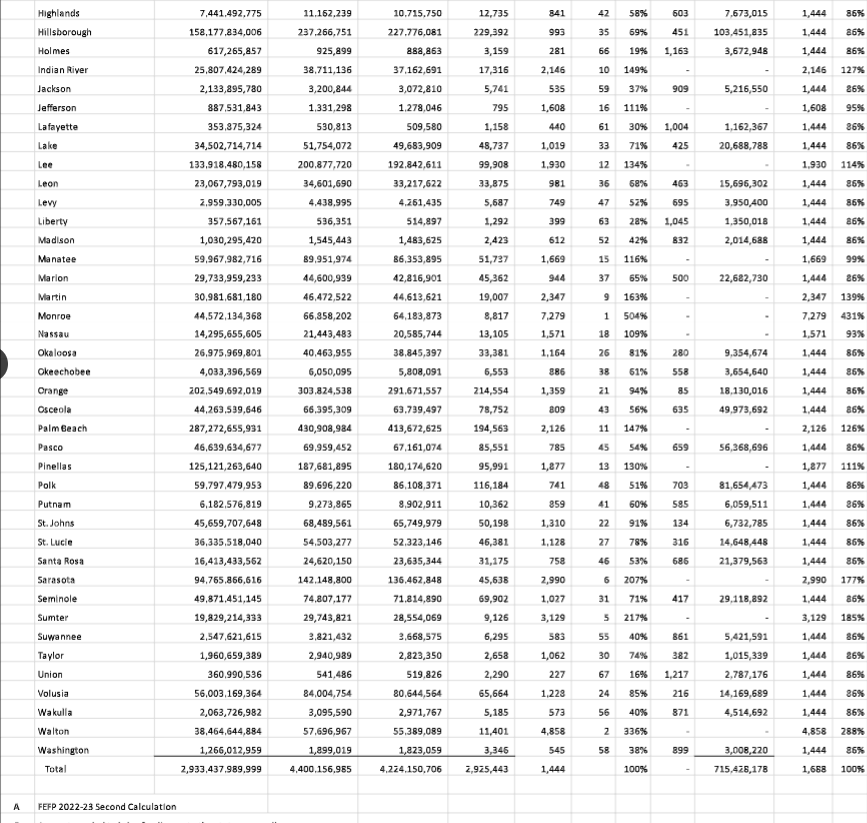 Highlands 7,441,492,775 11,162,239 10,715,750 12,735 841 42 58% 603 7,673,015 1,444 86%
Hillsborough 158,177,834,006 237,266,751 227,776,081 229,392 993 35 69% 451 103,451,835 1,444 86%
Holmes 617,265,857 925,899 888,863 3,159 281 66 19% 1,163 3,672,948 1,444 86%
Indian River 25,807,424,289 38,711,136 37,162,691 17,316 2,146 10 149% - - 2,146 127%
Jackson 2,133,895,780 3,200,844 3,072,810 5,741 535 59 37% 909 5,216,550 1,444 86%
Jefferson 887,531,843 1,331,298 1,278,046 795 1,608 16 111% - - 1,608 95%
Lafayette 353,875,324 530,813 509,580 1,158 440 61 30% 1,004 1,162,367 1,444 86%
Lake 34,502,714,714 51,754,072 49,683,909 48,737 1,019 33 71% 425 20,688,788 1,444 86%
Lee 133,918,480,158 200,877,720 192,842,611 99,908 1,930 12 134% - - 1,930 114%
Leon 23,067,793,019 34,601,690 33,217,622 33,875 981 36 68% 463 15,696,302 1,444 86%
Levy 2,959,330,005 4,438,995 4,261,435 5,687 749 47 52% 695 3,950,400 1,444 86%
Liberty 357,567,161 536,351 514,897 1,292 399 63 28% 1,045 1,350,018 1,444 86%
Madison 1,030,295,420 1,545,443 1,483,625 2,423 612 52 42% 832 2,014,688 1,444 86%
Manatee 59,967,982,716 89,951,974 86,353,895 51,737 1,669 15 116% - - 1,669 99%
Marion 29,733,959,233 44,600,939 42,816,901 45,362 944 37 65% 500 22,682,730 1,444 86%
Martin 30,981,681,180 46,472,522 44,613,621 19,007 2,347 9 163% - - 2,347 139%
Monroe 44,572,134,368 66,858,202 64,183,873 8,817 7,279 1 504% - - 7,279 431%
Nassau 14,295,655,605 21,443,483 20,585,744 13,105 1,571 18 109% - - 1,571 93%
Okaloosa 26,975,969,801 40,463,955 38,845,397 33,381 1,164 26 81% 280 9,354,674 1,444 86%
Okeechobee 4,033,396,569 6,050,095 5,808,091 6,553 886 38 61% 558 3,654,640 1,444 86%
Orange 202,549,692,019 303,824,538 291,671,557 214,554 1,359 21 94% 85 18,130,016 1,444 86%
Osceola 44,263,539,646 66,395,309 63,739,497 78,752 809 43 56% 635 49,973,692 1,444 86%
Palm Beach 287,272,655,931 430,908,984 413,672,625 194,563 2,126 11 147% - - 2,126 126%
Pasco 46,639,634,677 69,959,452 67,161,074 85,551 785 45 54% 659 56,368,696 1,444 86%
Pinellas 125,121,263,640 187,681,895 180,174,620 95,991 1,877 13 130% - - 1,877 111%
Polk 59,797,479,953 89,696,220 86,108,371 116,184 741 48 51% 703 81,654,473 1,444 86%
Putnam 6,182,576,819 9,273,865 8,902,911 10,362 859 41 60% 585 6,059,511 1,444 86%
St. Johns 45,659,707,648 68,489,561 65,749,979 50,198 1,310 22 91% 134 6,732,785 1,444 86%
St. Lucie 36,335,518,040 54,503,277 52,323,146 46,381 1,128 27 78% 316 14,648,448 1,444 86%
Santa Rosa 16,413,433,562 24,620,150 23,635,344 31,175 758 46 53% 686 21,379,563 1,444 86%
Sarasota 94,765,866,616 142,148,800 136,462,848 45,638 2,990 6 207% - - 2,990 177%
Seminole 49,871,451,145 74,807,177 71,814,890 69,902 1,027 31 71% 417 29,118,892 1,444 86%
Sumter 19,829,214,333 29,743,821 28,554,069 9,126 3,129 5 217% - - 3,129 185%
Suwannee 2,547,621,615 3,821,432 3,668,575 6,295 583 55 40% 861 5,421,591 1,444 86%
Taylor 1,960,659,389 2,940,989 2,823,350 2,658 1,062 30 74% 382 1,015,339 1,444 86%
Union 360,990,536 541,486 519,826 2,290 227 67 16% 1,217 2,787,176 1,444 86%
Volusia 56,003,169,364 84,004,754 80,644,564 65,664 1,228 24 85% 216 14,169,689 1,444 86%
Wakulla 2,063,726,982 3,095,590 2,971,767 5,185 573 56 40% 871 4,514,692 1,444 86%
Walton 38,464,644,884 57,696,967 55,389,089 11,401 4,858 2 336% - - 4,858 288%
Washington 1,266,012,959 1,899,019 1,823,059 3,346 545 58 38% 899 3,008,220 1,444 86%
Total 2,933,437,989,999 4,400,156,985 4,224,150,706 2,925,443 1,444 100% - 715,428,178 1,688 100%
A FEFP 2022-23 Second Calculation